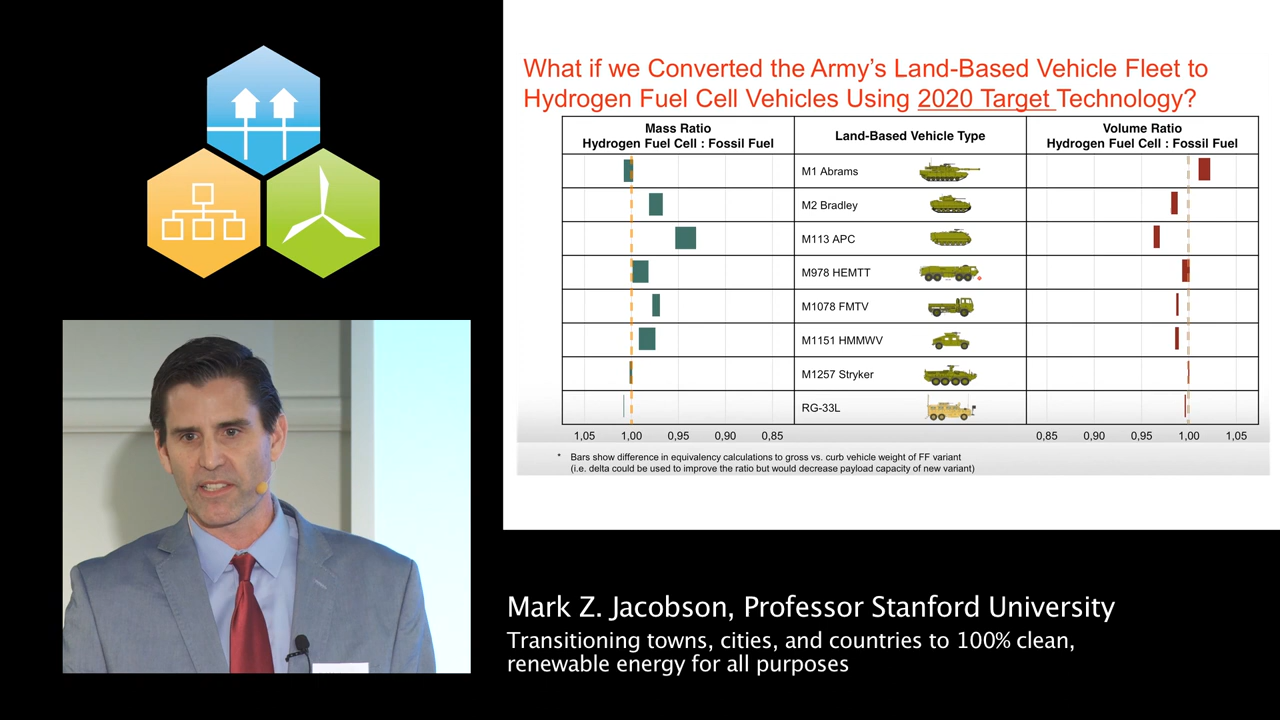 What if we Converted the Army's Land-Based Vehicle Fleet to
Hydrogen Fuel Cell Vehicles Using 2020 Target Technology?
Mass Ratio
Hydrogen Fuel Cell : Fossil Fuel
Land-Based Vehicle Type
Volume Ratio
Hydrogen Fuel Cell : Fossil Fuel
M1 Abrams
M2 Bradley
M113 APC
M978 HEMTT
M1078 FMTV
M1151 HMMWV
M1257 Stryker
RG-33L
1,05 1,00 0,95 0,90 0,85
0,85 0,90 0,95 1,00 1,05
* Bars show difference in equivalency calculations to gross vs. curb vehicle weight of FF variant
(i.e. delta could be used to improve the ratio but would decrease payload capacity of new variant)
Mark Z. Jacobson, Professor Stanford University
Transitioning towns, cities, and countries to 100% clean,
renewable energy for all purposes